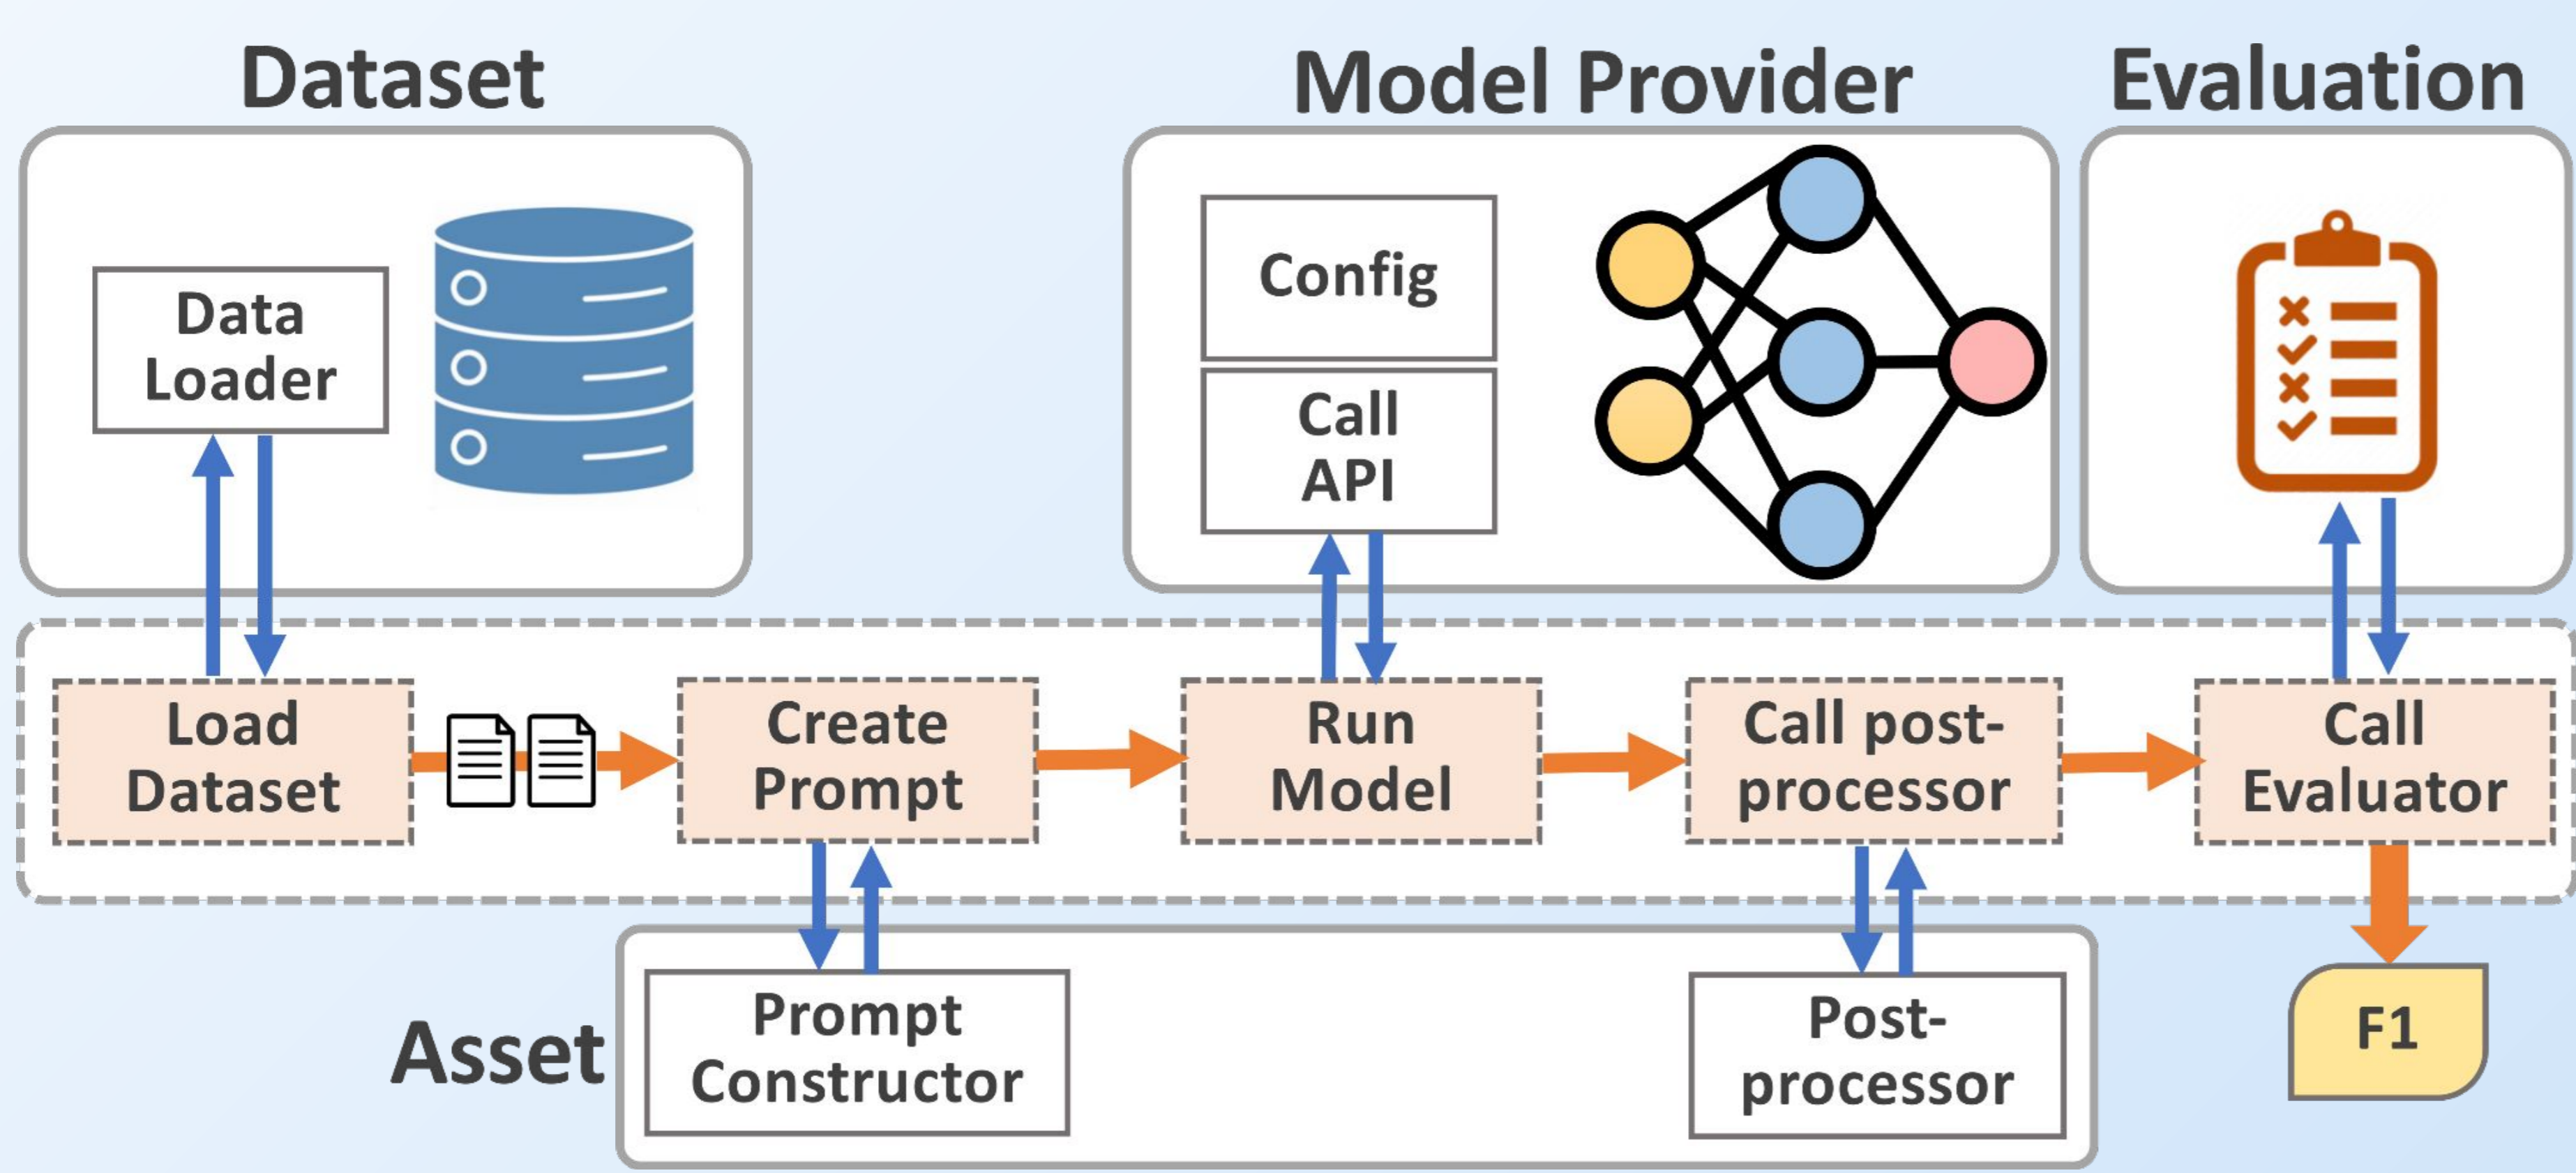 Dataset
Model Provider
Evaluation
Data
Loader
Config
Call
API
Load
Dataset
Create
Prompt
Run
Model
Call post-
processor
Call
Evaluator
Asset
Prompt
Constructor
Post-
processor
F1